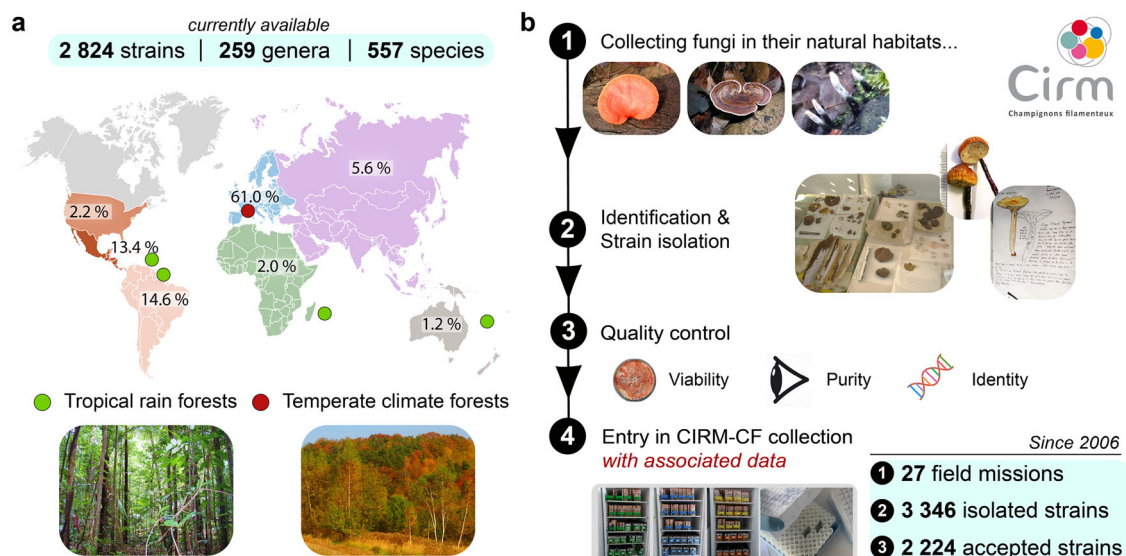 a
currently available
2 824 strains | 259 genera | 557 species
5.6 %
61.0 %
2.2 %
13.4 %
2.0 %
14.6 %
1.2 %
Tropical rain forests
Temperate climate forests
b
1 Collecting fungi in their natural habitats...
Cirm
Champignons filamenteux
2 Identification &
Strain isolation
3 Quality control
Viability
Purity
Identity
4 Entry in CIRM-CF collection
with associated data
Since 2006
1 27 field missions
2 3 346 isolated strains
3 2 224 accepted strains